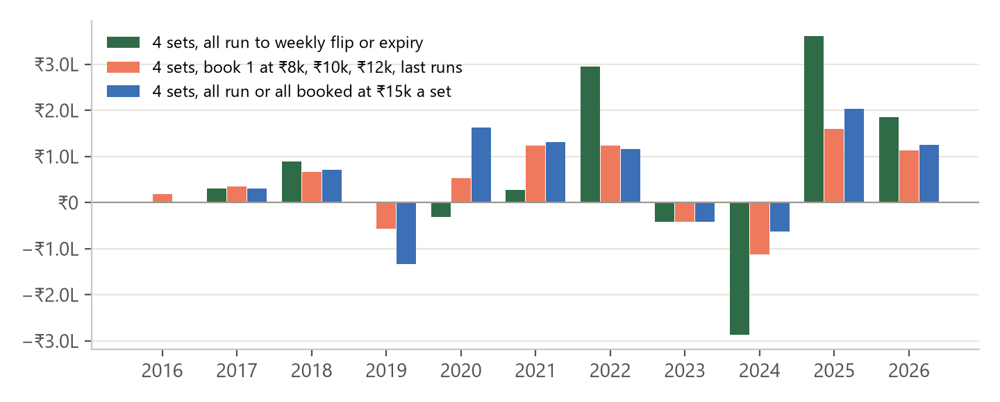 4 sets, all run to weekly flip or expiry
₹3.0L
4 sets, book 1 at ₹8k, ₹10k, ₹12k, last runs
4 sets, all run or all booked at ₹15k a set
₹2.0L
₹1.0L
₹0
−₹1.0L
−₹2.0L
−₹3.0L
2016 2017 2018 2019 2020 2021 2022 2023 2024 2025 2026